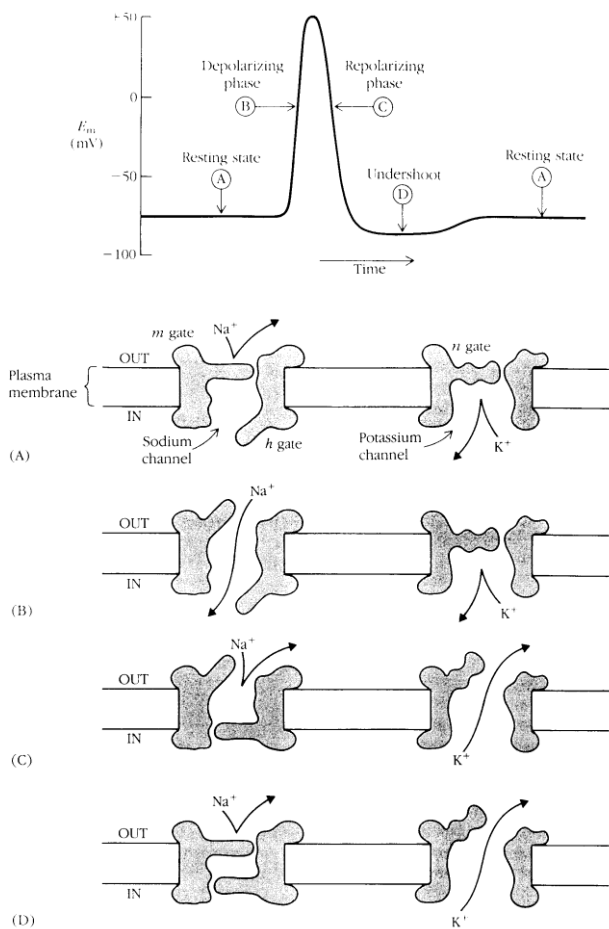 +50
Depolarizing
phase
B
Repolarizing
phase
C
0
Em
(mV)
Resting state
A
−50
Undershoot
D
Resting state
A
−100
Time
m gate
Na+
n gate
OUT
Plasma
membrane
IN
Sodium
channel
h gate
Potassium
channel
K+
(A)
Na+
OUT
IN
K+
(B)
Na+
OUT
IN
K+
(C)
Na+
OUT
IN
K+
(D)